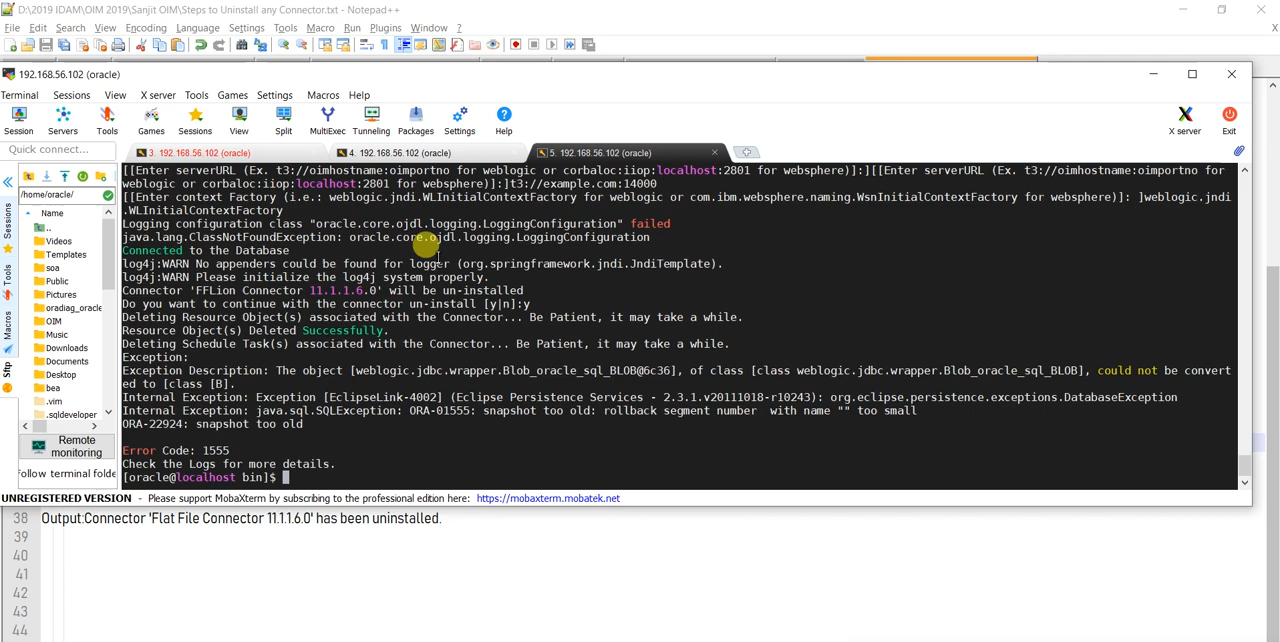 D:\2019 IDAM\OIM 2019\Sanjit OIM\Steps to Uninstall any Connector.txt - Notepad++
File Edit Search View Encoding Language Settings Tools Macro Run Plugins Window ?
X
192.168.56.102 (oracle)
Terminal Sessions View X server Tools Games Settings Macros Help
Session Servers Tools Games Sessions View Split MultiExec Tunneling Packages Settings Help X server Exit
Quick connect...
3. 192.168.56.102 (oracle)
4. 192.168.56.102 (oracle)
5. 192.168.56.102 (oracle)
/home/oracle/
Name
..
Videos
Templates
soa
Public
Pictures
oradiag_oracle
OIM
Music
Downloads
Documents
Desktop
bea
.vim
.sqldeveloper
Sessions
Tools
Macros
Sftp
Remote
monitoring
Follow terminal folde
[[Enter serverURL (Ex. t3://oimhostname:oimportno for weblogic or corbaloc:iiop:localhost:2801 for websphere)]:][[Enter serverURL (Ex. t3://oimhostname:oimportno for
weblogic or corbaloc:iiop:localhost:2801 for websphere)]:]t3://example.com:14000
[[Enter context Factory (i.e.: weblogic.jndi.WLInitialContextFactory for weblogic or com.ibm.websphere.naming.WsnInitialContextFactory for websphere)]: ]weblogic.jndi
.WLInitialContextFactory
Logging configuration class "oracle.core.ojdl.logging.LoggingConfiguration" failed
java.lang.ClassNotFoundException: oracle.core.ojdl.logging.LoggingConfiguration
Connected to the Database
log4j:WARN No appenders could be found for logger (org.springframework.jndi.JndiTemplate).
log4j:WARN Please initialize the log4j system properly.
Connector 'FFLion Connector 11.1.1.6.0' will be un-installed
Do you want to continue with the connector un-install [y|n]:y
Deleting Resource Object(s) associated with the Connector... Be Patient, it may take a while.
Resource Object(s) Deleted Successfully.
Deleting Schedule Task(s) associated with the Connector... Be Patient, it may take a while.
Exception:
Exception Description: The object [weblogic.jdbc.wrapper.Blob_oracle_sql_BLOB@6c36], of class [class weblogic.jdbc.wrapper.Blob_oracle_sql_BLOB], could not be convert
ed to [class [B].
Internal Exception: Exception [EclipseLink-4002] (Eclipse Persistence Services - 2.3.1.v20111018-r10243): org.eclipse.persistence.exceptions.DatabaseException
Internal Exception: java.sql.SQLException: ORA-01555: snapshot too old: rollback segment number  with name "" too small
ORA-22924: snapshot too old
Error Code: 1555
Check the Logs for more details.
[oracle@localhost bin]$
UNREGISTERED VERSION - Please support MobaXterm by subscribing to the professional edition here: https://mobaxterm.mobatek.net
38 Output:Connector 'Flat File Connector 11.1.1.6.0' has been uninstalled.
39
40
41
42
43
44